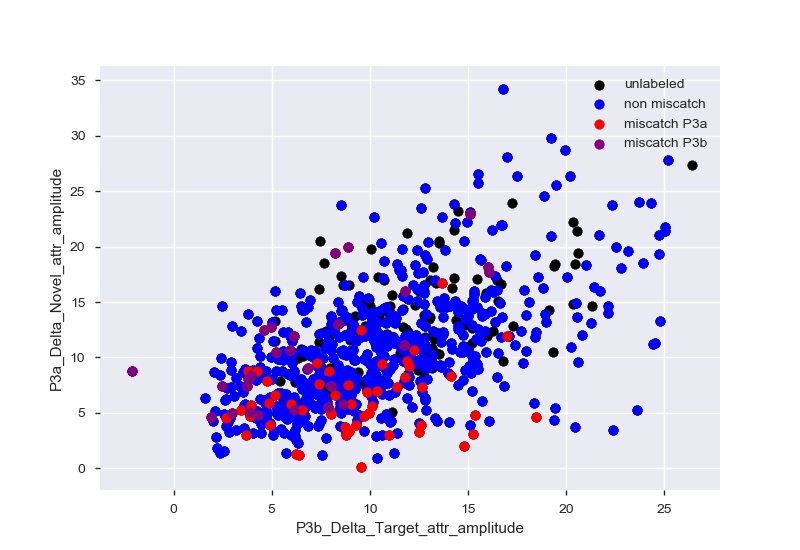 unlabeled
non miscatch
miscatch P3a
miscatch P3b
35
30
25
20
15
10
5
0
P3a_Delta_Novel_attr_amplitude
0
5
10
15
20
25
P3b_Delta_Target_attr_amplitude